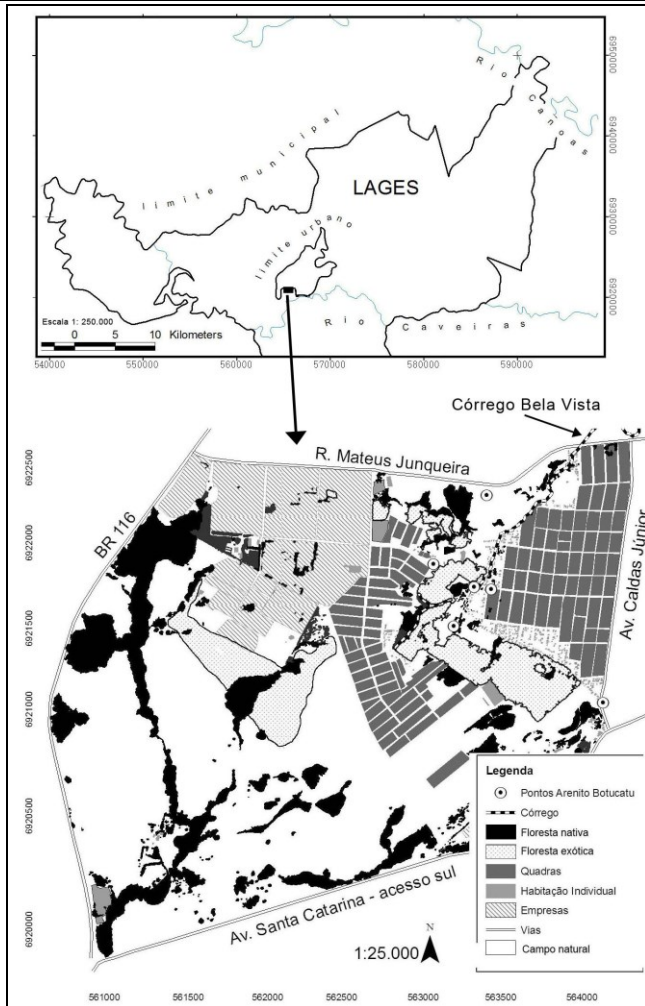 Rio Canoas
limite municipal
LAGES
limite urbano
Rio Caveiras
Escala 1: 250.000
0 5 10 Kilometers
6950000
6940000
6930000
6920000
540000 550000 560000 570000 580000 590000
Córrego Bela Vista
R. Mateus Junqueira
BR 116
Av. Caldas Júnior
Av. Santa Catarina - acesso sul
6922500
6922000
6921500
6921000
6920500
6920000
Legenda
Pontos Arenito Botucatu
Córrego
Floresta nativa
Floresta exótica
Quadras
Habitação Individual
Empresas
Vias
Campo natural
N
1:25.000
561000 561500 562000 562500 563000 563500 564000